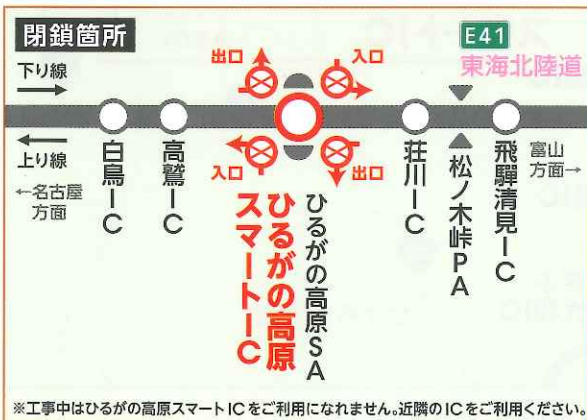 閉鎖箇所
E41
東海北陸道
下り線
上り線
←名古屋
方面
富山
方面→
出口
入口
入口
出口
白鳥IC
高鷲IC
ひるがの高原
スマートIC
ひるがの高原SA
荘川IC
松ノ木峠PA
飛驒清見IC
※工事中はひるがの高原スマートICをご利用になれません。近隣のICをご利用ください。